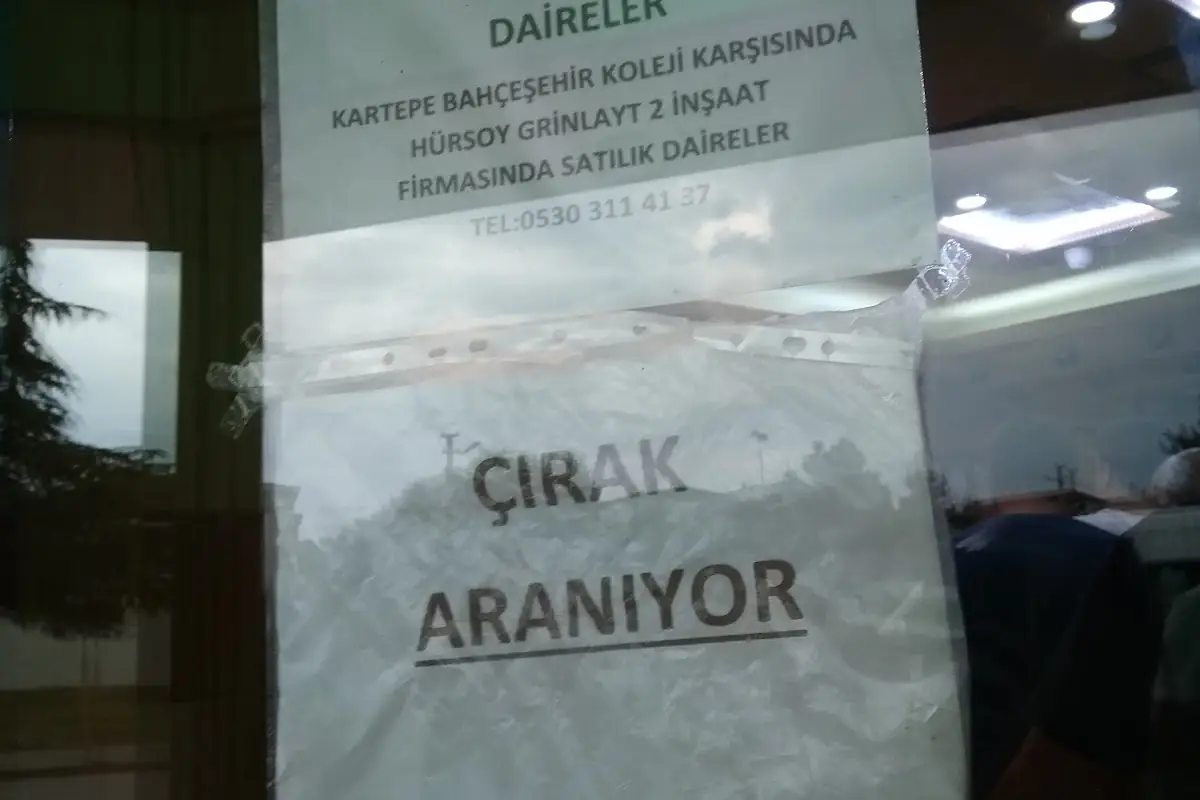 DAİRELER
KARTEPE BAHÇEŞEHİR KOLEJİ KARŞISINDA
HÜRSOY GRİNLAYT 2 İNŞAAT
FİRMASINDA SATILIK DAİRELER
TEL:0530 311 41 37
ÇIRAK
ARANIYOR